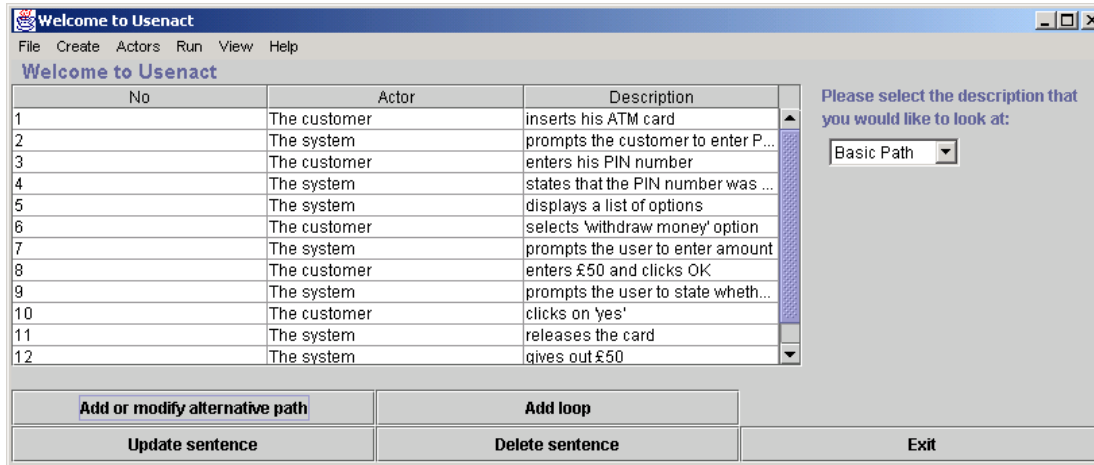 Welcome to Usenact
File Create Actors Run View Help
Welcome to Usenact
No Actor Description
1 The customer inserts his ATM card
2 The system prompts the customer to enter P...
3 The customer enters his PIN number
4 The system states that the PIN number was ...
5 The system displays a list of options
6 The customer selects 'withdraw money' option
7 The system prompts the user to enter amount
8 The customer enters £50 and clicks OK
9 The system prompts the user to state wheth...
10 The customer clicks on 'yes'
11 The system releases the card
12 The system gives out £50
Please select the description that
you would like to look at:
Basic Path
Add or modify alternative path Add loop
Update sentence Delete sentence Exit